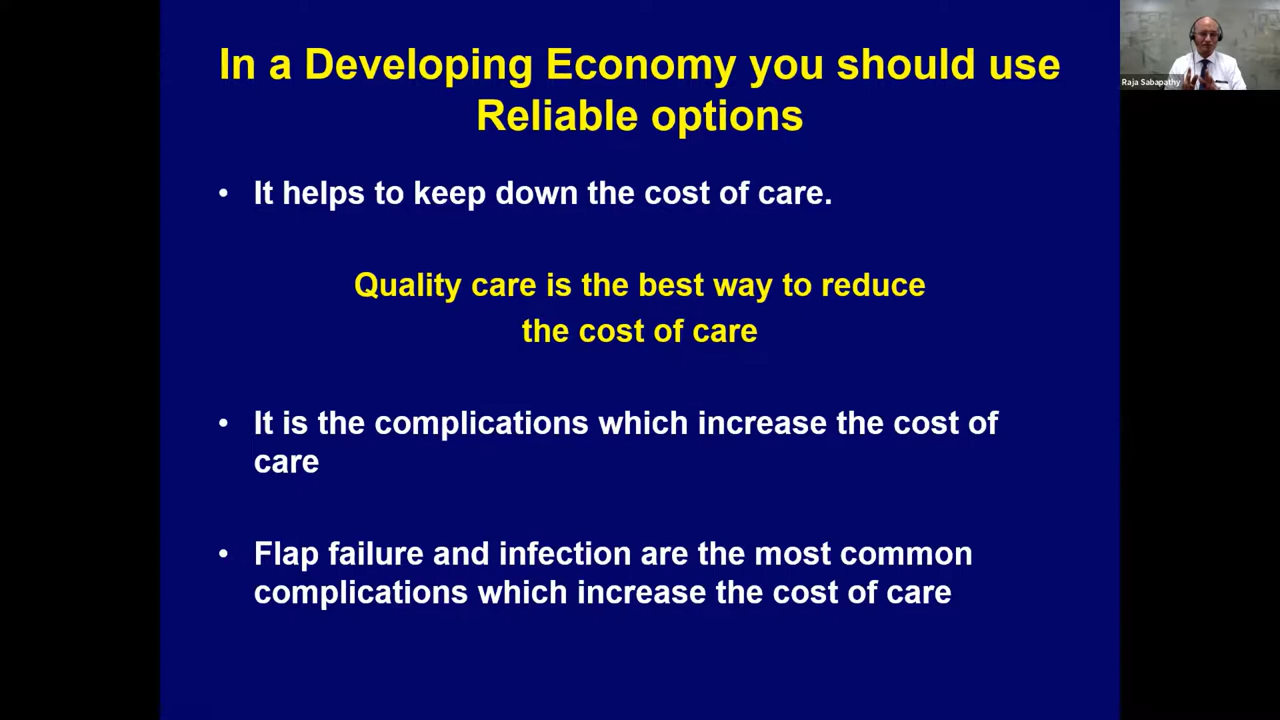 In a Developing Economy you should use
Reliable options
• It helps to keep down the cost of care.
Quality care is the best way to reduce
the cost of care
• It is the complications which increase the cost of
care
• Flap failure and infection are the most common
complications which increase the cost of care
Raja Sabapathy